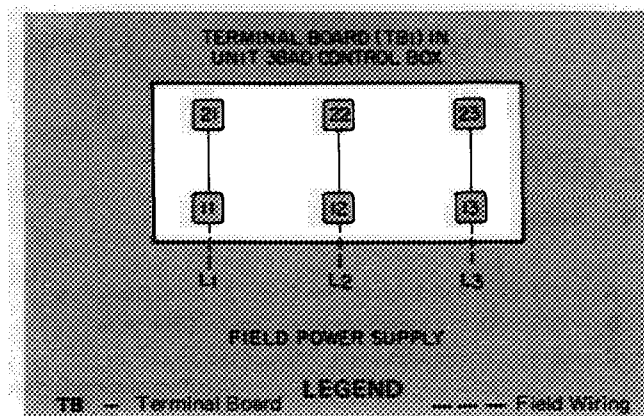 TERMINAL BOARD (TB1) IN
UNIT 38AD CONTROL BOX
21 22 23
11 12 13
L1 L2 L3
FIELD POWER SUPPLY
LEGEND
TB — Terminal Board --- Field Wiring